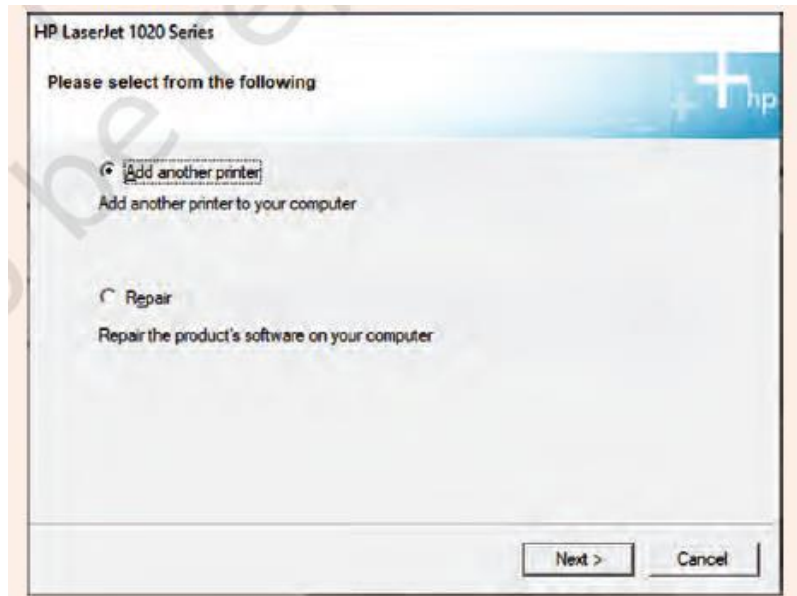 HP LaserJet 1020 Series
Please select from the following
hp
Add another printer
Add another printer to your computer
Repair
Repair the product's software on your computer
Next >
Cancel